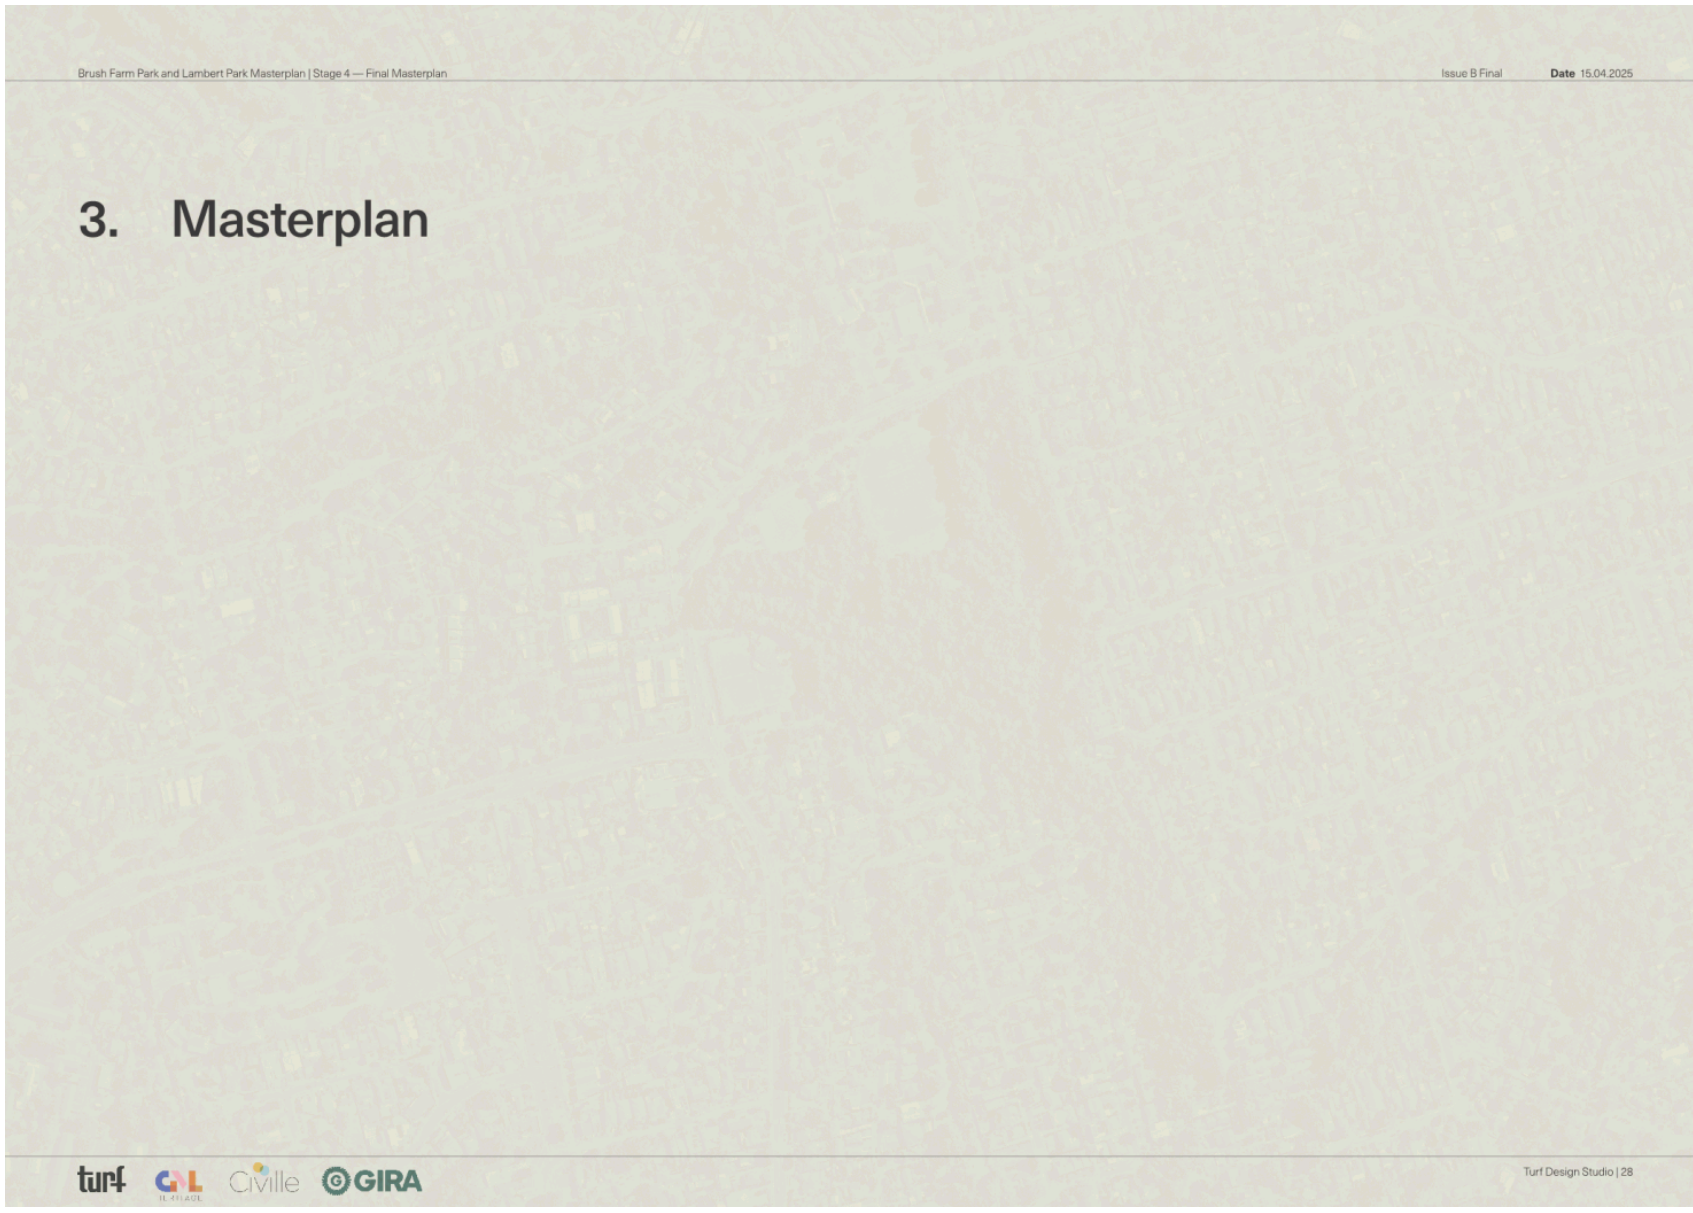 Brush Farm Park and Lambert Park Masterplan | Stage 4 — Final Masterplan
Issue B Final
Date 15.04.2025
3. Masterplan
turf
GML
Civille
G GIRA
Turf Design Studio | 28